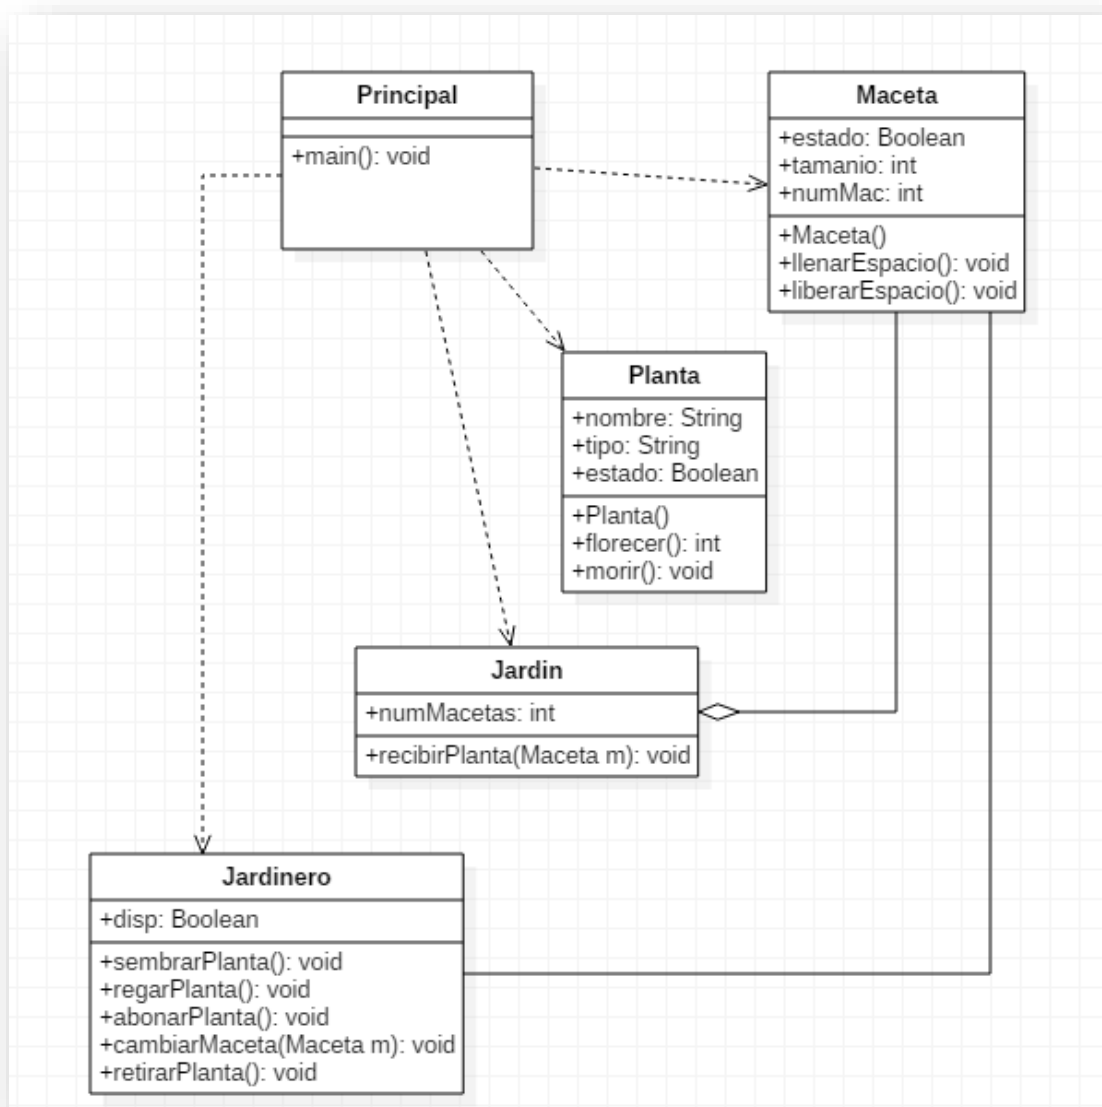 Principal
+main(): void
Maceta
+estado: Boolean
+tamanio: int
+numMac: int
+Maceta()
+llenarEspacio(): void
+liberarEspacio(): void
Planta
+nombre: String
+tipo: String
+estado: Boolean
+Planta()
+florecer(): int
+morir(): void
Jardin
+numMacetas: int
+recibirPlanta(Maceta m): void
Jardinero
+disp: Boolean
+sembrarPlanta(): void
+regarPlanta(): void
+abonarPlanta(): void
+cambiarMaceta(Maceta m): void
+retirarPlanta(): void